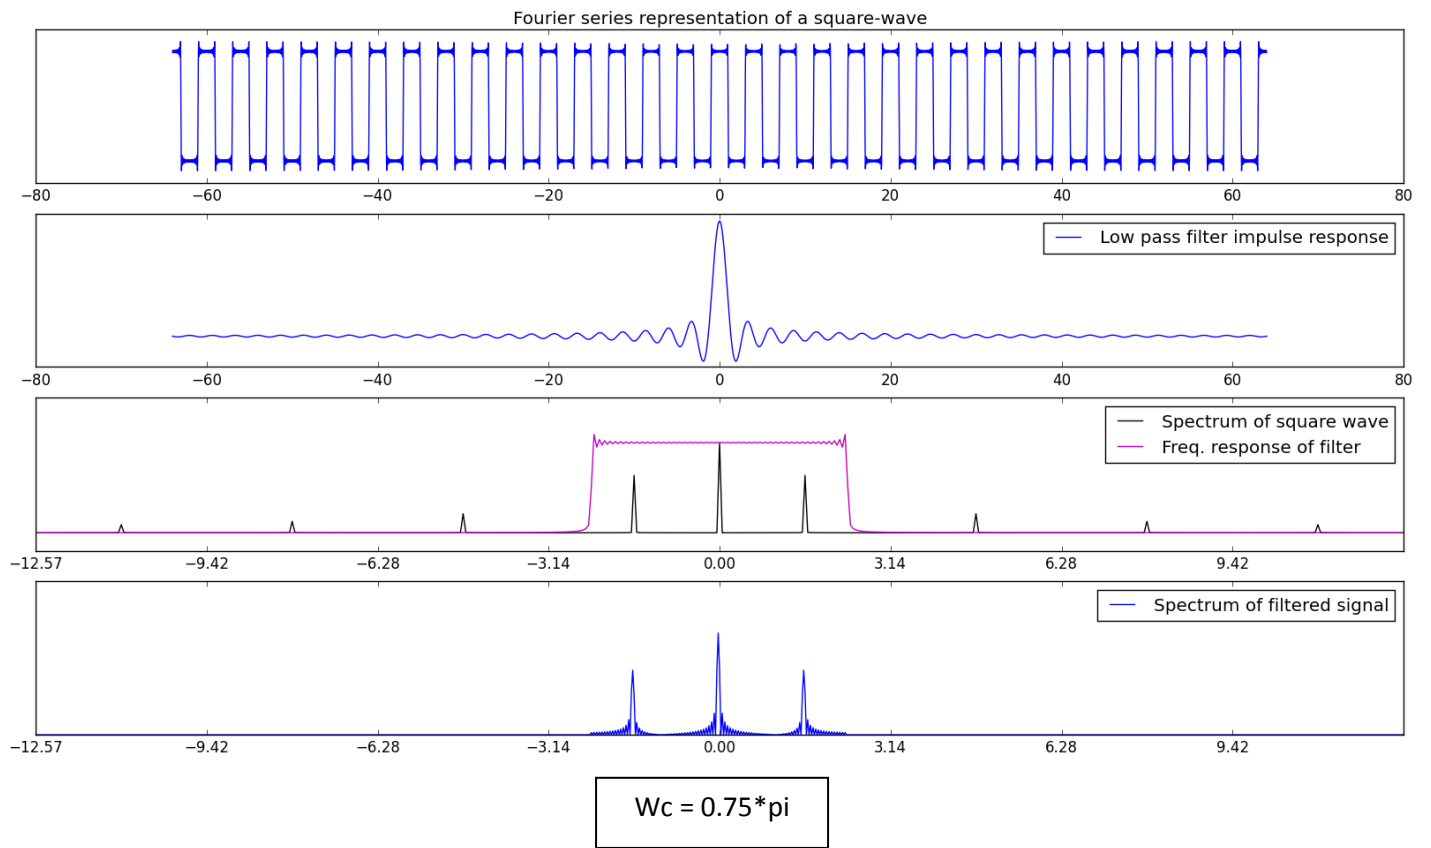 Fourier series representation of a square-wave
−80 −60 −40 −20 0 20 40 60 80
Low pass filter impulse response
−80 −60 −40 −20 0 20 40 60 80
Spectrum of square wave
Freq. response of filter
−12.57 −9.42 −6.28 −3.14 0.00 3.14 6.28 9.42
Spectrum of filtered signal
−12.57 −9.42 −6.28 −3.14 0.00 3.14 6.28 9.42
Wc = 0.75*pi